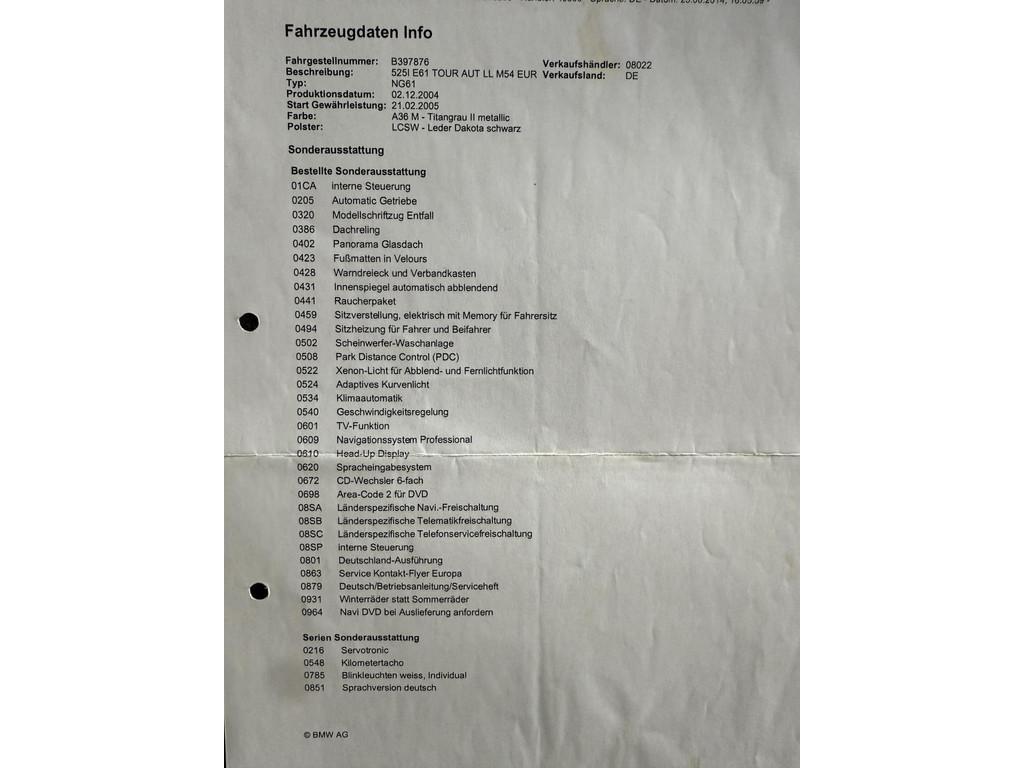 Sprache: DE - Datum: 25.06.2014, 16:05:59 -
Fahrzeugdaten Info
Fahrgestellnummer: B397876 Verkaufshändler: 08022
Beschreibung: 525I E61 TOUR AUT LL M54 EUR Verkaufsland: DE
Typ: NG61
Produktionsdatum: 02.12.2004
Start Gewährleistung: 21.02.2005
Farbe: A36 M - Titangrau II metallic
Polster: LCSW - Leder Dakota schwarz
Sonderausstattung
Bestellte Sonderausstattung
01CA interne Steuerung
0205 Automatic Getriebe
0320 Modellschriftzug Entfall
0386 Dachreling
0402 Panorama Glasdach
0423 Fußmatten in Velours
0428 Warndreieck und Verbandkasten
0431 Innenspiegel automatisch abblendend
0441 Raucherpaket
0459 Sitzverstellung, elektrisch mit Memory für Fahrersitz
0494 Sitzheizung für Fahrer und Beifahrer
0502 Scheinwerfer-Waschanlage
0508 Park Distance Control (PDC)
0522 Xenon-Licht für Abblend- und Fernlichtfunktion
0524 Adaptives Kurvenlicht
0534 Klimaautomatik
0540 Geschwindigkeitsregelung
0601 TV-Funktion
0609 Navigationssystem Professional
0610 Head-Up Display
0620 Spracheingabesystem
0672 CD-Wechsler 6-fach
0698 Area-Code 2 für DVD
08SA Länderspezifische Navi.-Freischaltung
08SB Länderspezifische Telematikfreischaltung
08SC Länderspezifische Telefonservicefreischaltung
08SP interne Steuerung
0801 Deutschland-Ausführung
0863 Service Kontakt-Flyer Europa
0879 Deutsch/Betriebsanleitung/Serviceheft
0931 Winterräder statt Sommerräder
0964 Navi DVD bei Auslieferung anfordern
Serien Sonderausstattung
0216 Servotronic
0548 Kilometertacho
0785 Blinkleuchten weiss, Individual
0851 Sprachversion deutsch
© BMW AG